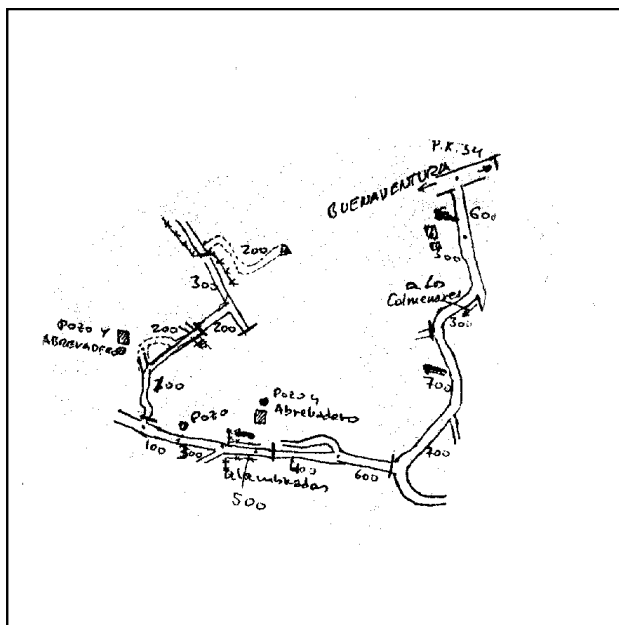 P.K. 34
BUENAVENTURA
600
300
a Los
Colmenares
300
700
700
600
400
Alambradas
500
Pozo y
Abrebadero
Pozo
300
100
200
POZO Y
ABREVADERO
200
200
300
200